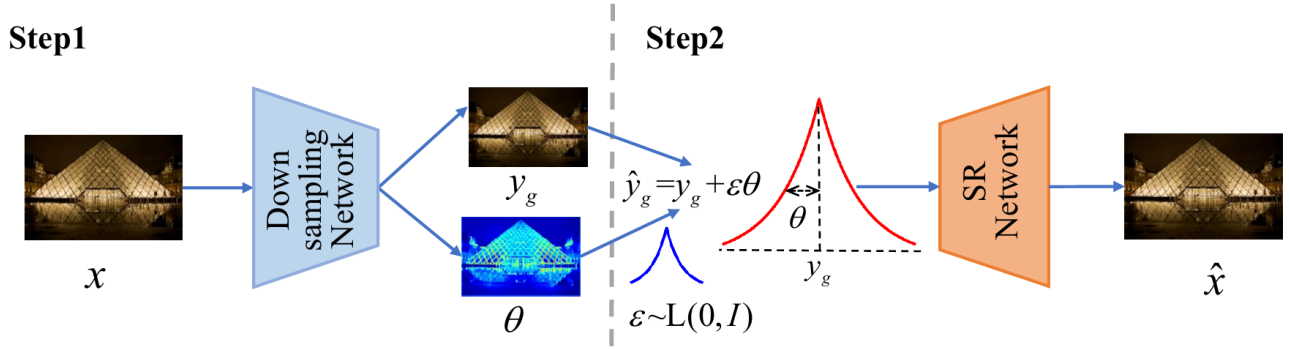 Step1
Step2
x
Down
sampling
Network
y_g
θ
ŷ_g=y_g+εθ
ε~L(0,I)
θ
y_g
SR
Network
x̂